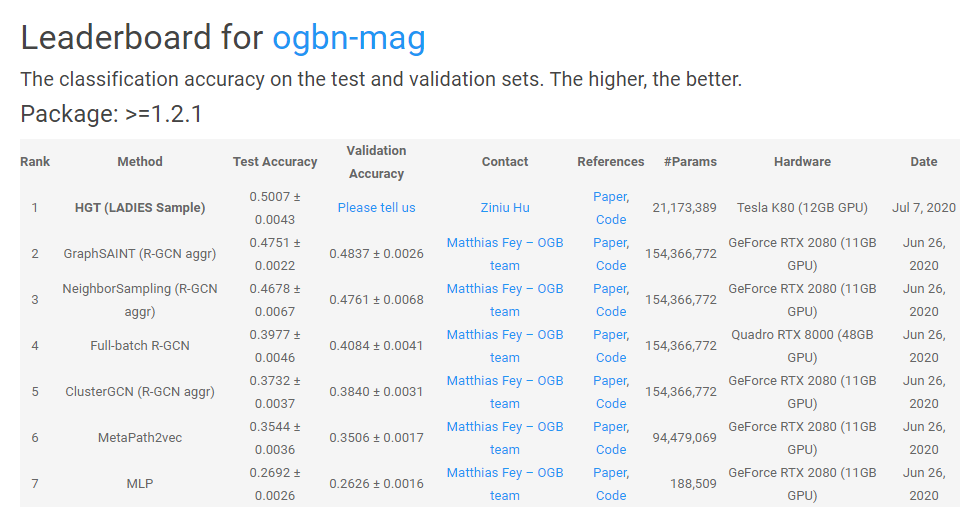 Leaderboard for ogbn-mag
The classification accuracy on the test and validation sets. The higher, the better.
Package: >=1.2.1
Rank Method Test Accuracy Validation Accuracy Contact References #Params Hardware Date
1 HGT (LADIES Sample) 0.5007 ± 0.0043 Please tell us Ziniu Hu Paper, Code 21,173,389 Tesla K80 (12GB GPU) Jul 7, 2020
2 GraphSAINT (R-GCN aggr) 0.4751 ± 0.0022 0.4837 ± 0.0026 Matthias Fey – OGB team Paper, Code 154,366,772 GeForce RTX 2080 (11GB GPU) Jun 26, 2020
3 NeighborSampling (R-GCN aggr) 0.4678 ± 0.0067 0.4761 ± 0.0068 Matthias Fey – OGB team Paper, Code 154,366,772 GeForce RTX 2080 (11GB GPU) Jun 26, 2020
4 Full-batch R-GCN 0.3977 ± 0.0046 0.4084 ± 0.0041 Matthias Fey – OGB team Paper, Code 154,366,772 Quadro RTX 8000 (48GB GPU) Jun 26, 2020
5 ClusterGCN (R-GCN aggr) 0.3732 ± 0.0037 0.3840 ± 0.0031 Matthias Fey – OGB team Paper, Code 154,366,772 GeForce RTX 2080 (11GB GPU) Jun 26, 2020
6 MetaPath2vec 0.3544 ± 0.0036 0.3506 ± 0.0017 Matthias Fey – OGB team Paper, Code 94,479,069 GeForce RTX 2080 (11GB GPU) Jun 26, 2020
7 MLP 0.2692 ± 0.0026 0.2626 ± 0.0016 Matthias Fey – OGB team Paper, Code 188,509 GeForce RTX 2080 (11GB GPU) Jun 26, 2020